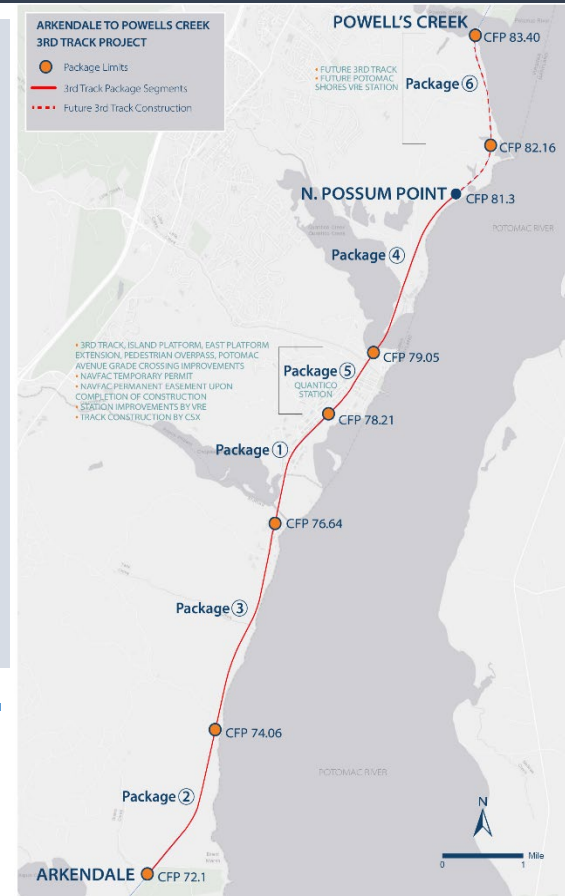 ARKENDALE TO POWELLS CREEK
3RD TRACK PROJECT
Package Limits
3rd Track Package Segments
Future 3rd Track Construction
POWELL'S CREEK
CFP 83.40
• FUTURE 3RD TRACK
• FUTURE POTOMAC
SHORES VRE STATION
Package 6
CFP 82.16
N. POSSUM POINT
CFP 81.3
POTOMAC RIVER
Package 4
CFP 79.05
• 3RD TRACK, ISLAND PLATFORM, EAST PLATFORM
EXTENSION, PEDESTRIAN OVERPASS, POTOMAC
AVENUE GRADE CROSSING IMPROVEMENTS
• NAVFAC TEMPORARY PERMIT
• NAVFAC PERMANENT EASEMENT UPON
COMPLETION OF CONSTRUCTION
• STATION IMPROVEMENTS BY VRE
• TRACK CONSTRUCTION BY CSX
Package 5
QUANTICO
STATION
CFP 78.21
Package 1
CFP 76.64
Package 3
CFP 74.06
POTOMAC RIVER
Package 2
N
0 1 Mile
ARKENDALE
CFP 72.1